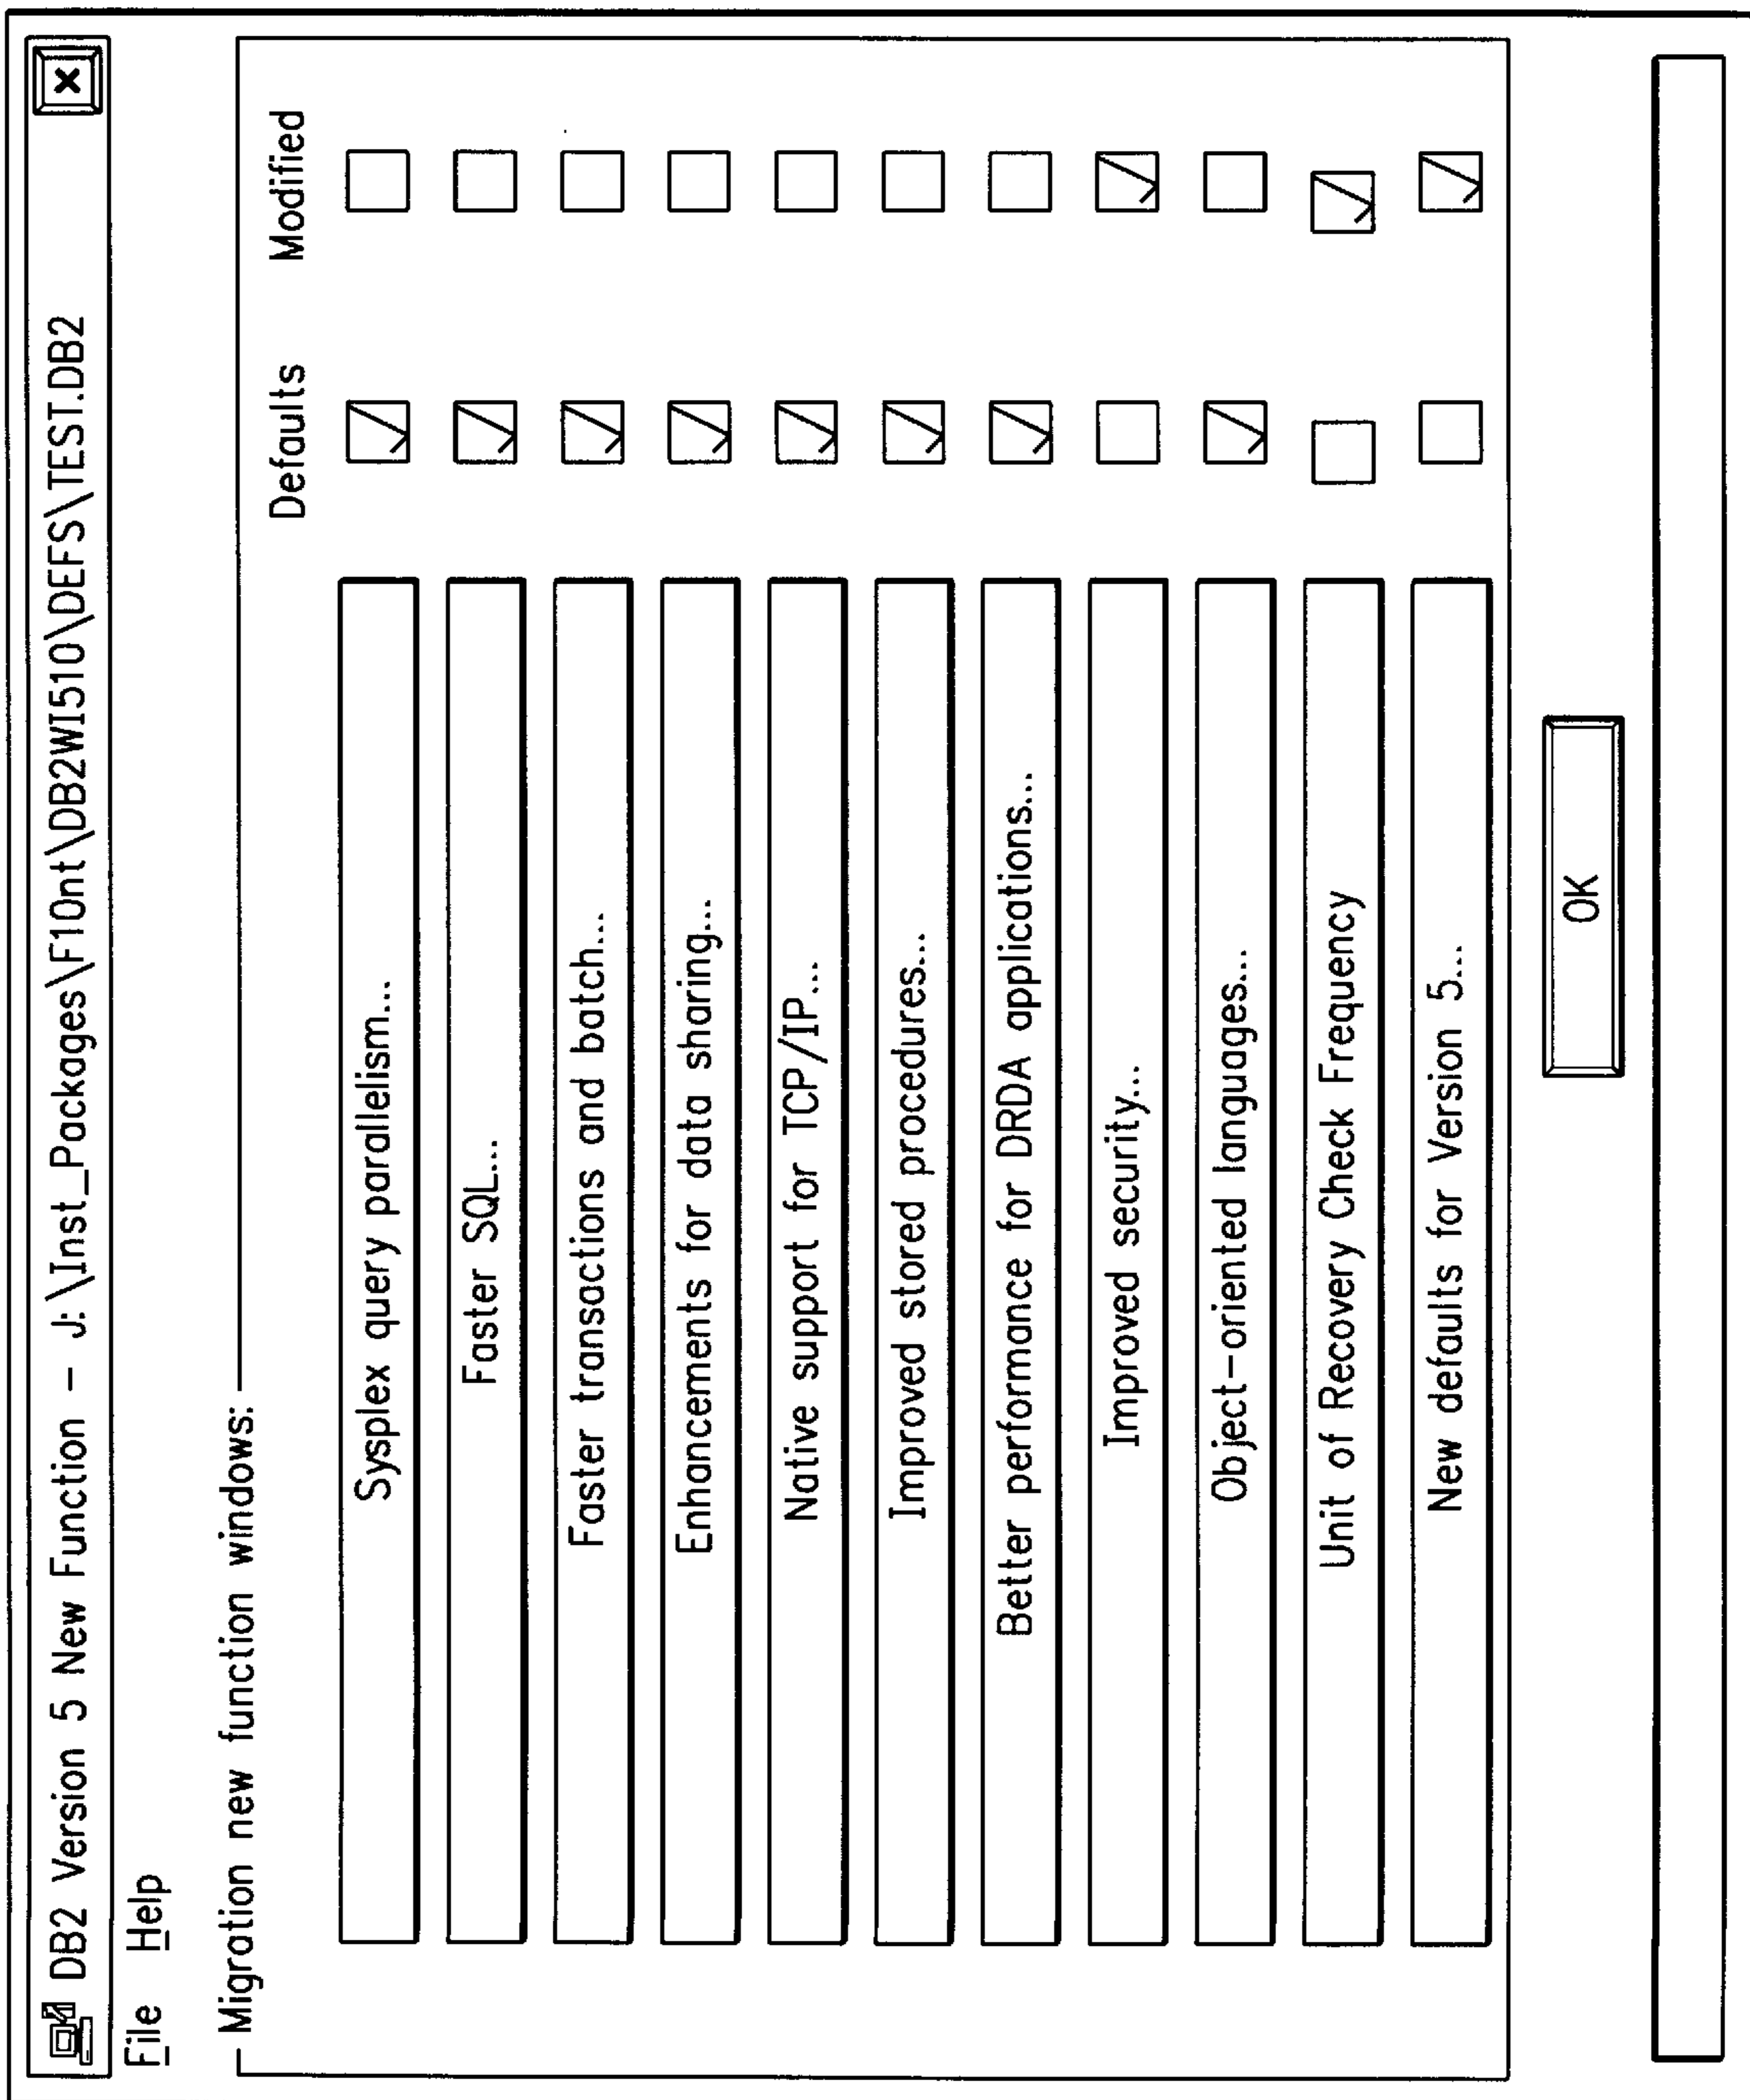 DB2 Version 5 New Function - J:\Inst_Packages\F10nt\DB2WI510\DEFS\TEST.DB2
File Help
Migration new function windows:
Defaults Modified
Sysplex query parallelism...
Faster SQL...
Faster transactions and batch...
Enhancements for data sharing...
Native support for TCP/IP...
Improved stored procedures...
Better performance for DRDA applications...
Improved security...
Object-oriented languages...
Unit of Recovery Check Frequency
New defaults for Version 5...
OK